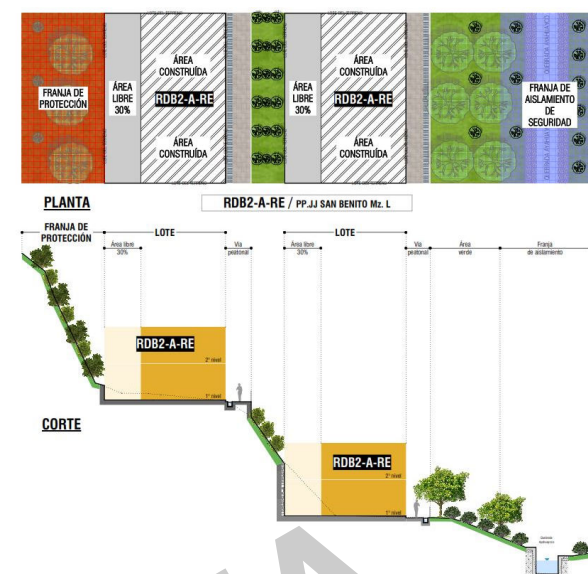 FRANJA DE
PROTECCIÓN
ÁREA
LIBRE
30%
ÁREA
CONSTRUÍDA
RDB2-A-RE
ÁREA
CONSTRUÍDA
ÁREA
LIBRE
30%
ÁREA
CONSTRUÍDA
RDB2-A-RE
ÁREA
CONSTRUÍDA
FRANJA DE
AISLAMIENTO
DE
SEGURIDAD
PLANTA
RDB2-A-RE / PP.JJ SAN BENITO Mz. L
FRANJA DE
PROTECCIÓN
LOTE
LOTE
Área libre
30%
Vía
peatonal
Área libre
30%
Vía
peatonal
Área
verde
Franja
de aislamiento
RDB2-A-RE
2° nivel
1° nivel
CORTE
RDB2-A-RE
2° nivel
1° nivel